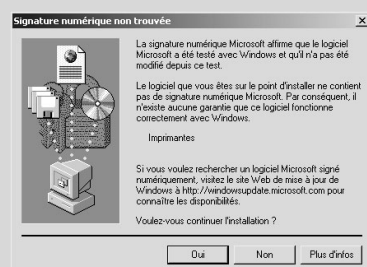 Signature numérique non trouvée
La signature numérique Microsoft affirme que le logiciel
Microsoft a été testé avec Windows et qu'il n'a pas été
modifié depuis ce test.
Le logiciel que vous êtes sur le point d'installer ne contient
pas de signature numérique Microsoft. Par conséquent, il
n'existe aucune garantie que ce logiciel fonctionne
correctement avec Windows.
Imprimantes
Si vous voulez rechercher un logiciel Microsoft signé
numériquement, visitez le site Web de mise à jour de
Windows à http://windowsupdate.microsoft.com pour
connaître les disponibilités.
Voulez-vous continuer l'installation ?
Oui
Non
Plus d'infos